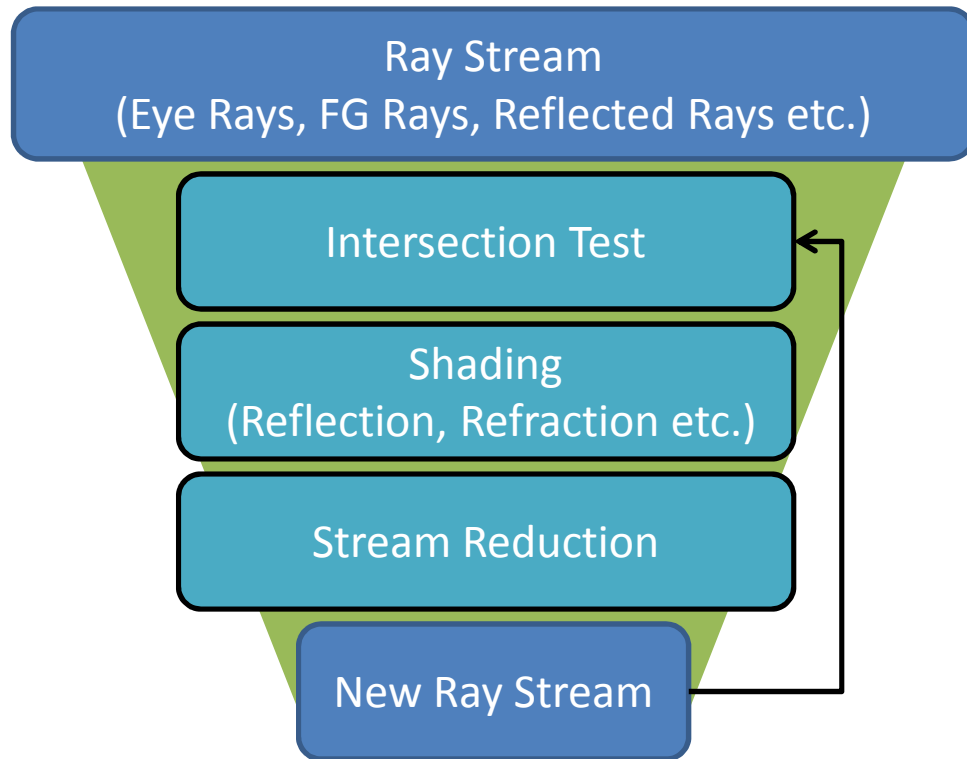 Ray Stream
(Eye Rays, FG Rays, Reflected Rays etc.)
Intersection Test
Shading
(Reflection, Refraction etc.)
Stream Reduction
New Ray Stream